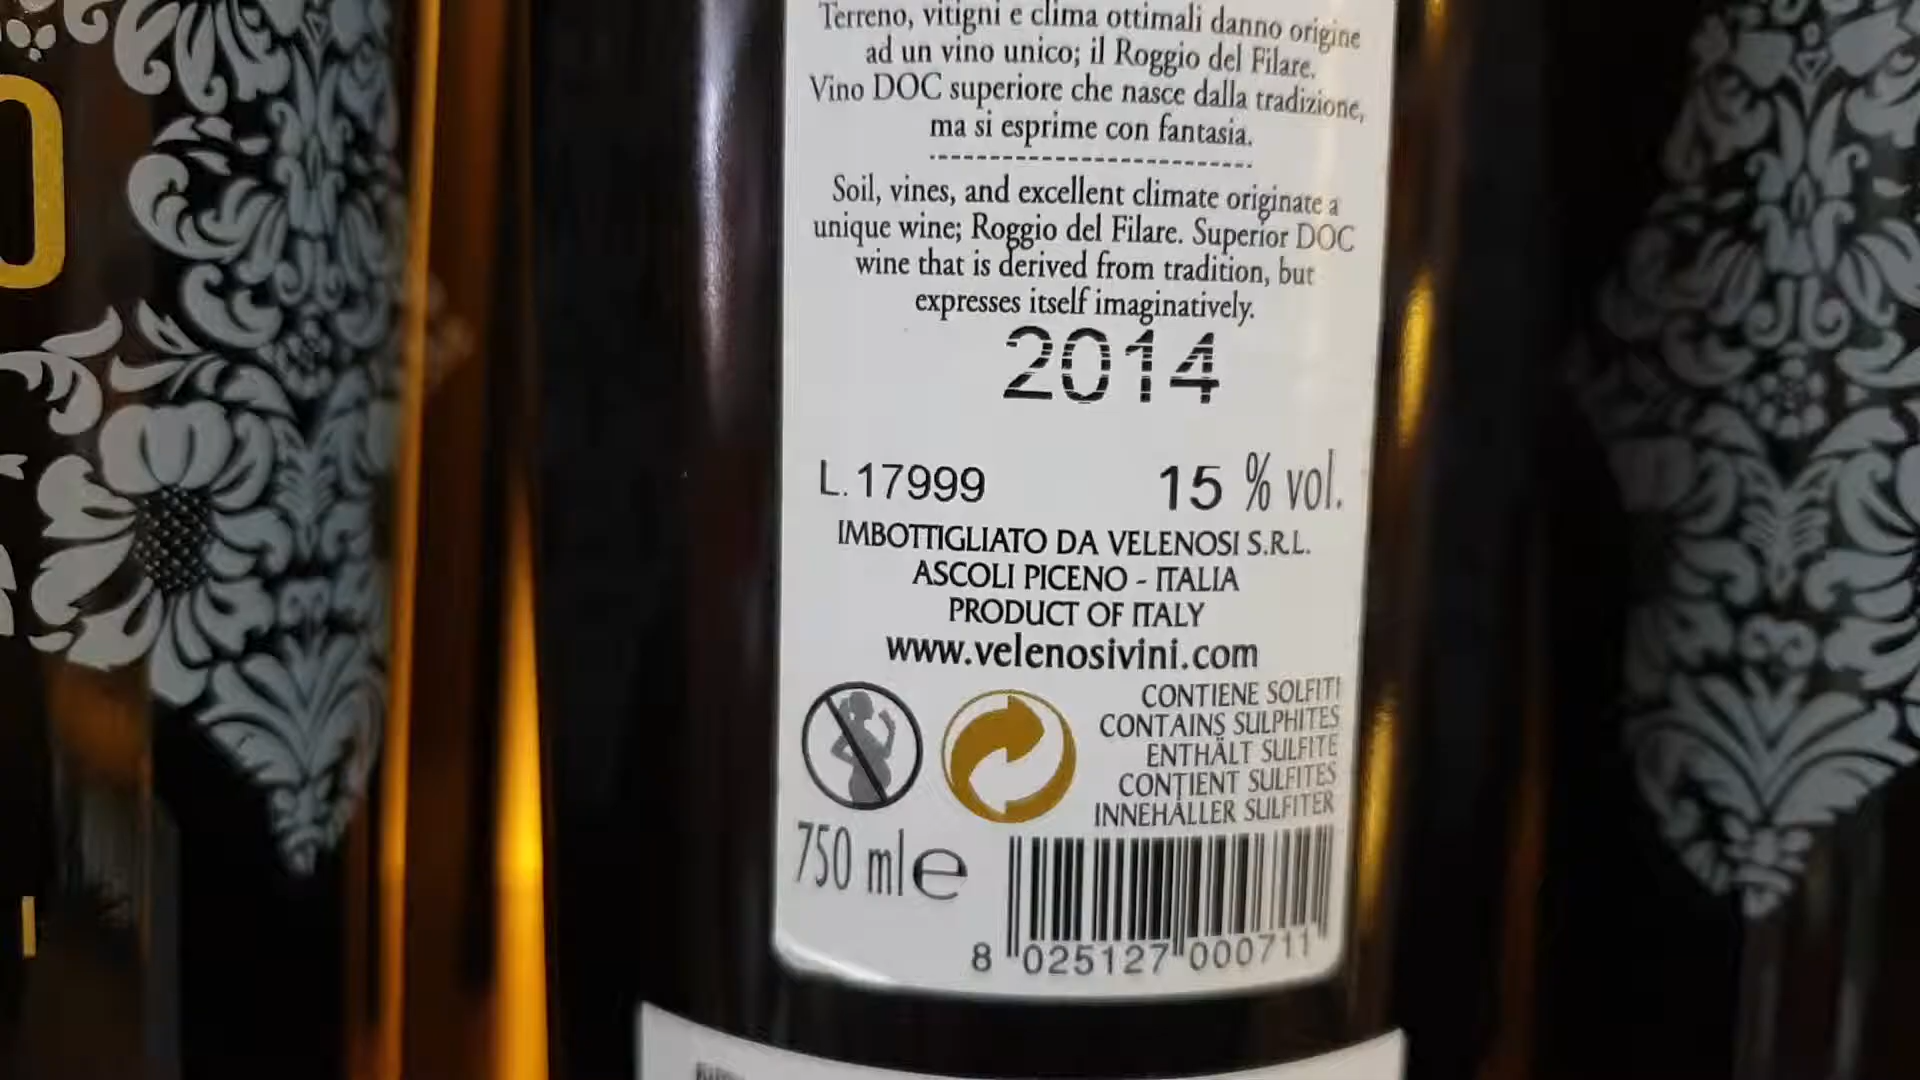 Terreno, vitigni e clima ottimali danno origine
ad un vino unico; il Roggio del Filare.
Vino DOC superiore che nasce dalla tradizione,
ma si esprime con fantasia.
Soil, vines, and excellent climate originate a
unique wine; Roggio del Filare. Superior DOC
wine that is derived from tradition, but
expresses itself imaginatively.
2014
L. 17999 15 % vol.
IMBOTTIGLIATO DA VELENOSI S.R.L.
ASCOLI PICENO - ITALIA
PRODUCT OF ITALY
www.velenosivini.com
CONTIENE SOLFITI
CONTAINS SULPHITES
ENTHÄLT SULFITE
CONTIENT SULFITES
INNEHÅLLER SULFITER
750 ml e
8 025127 000711